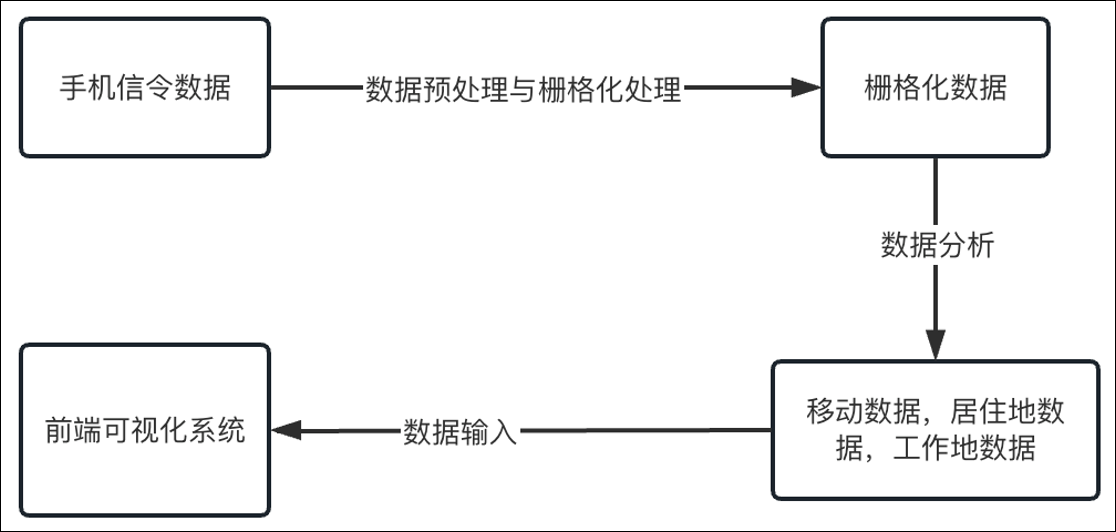 手机信令数据
数据预处理与栅格化处理
栅格化数据
数据分析
移动数据，居住地数
据，工作地数据
数据输入
前端可视化系统